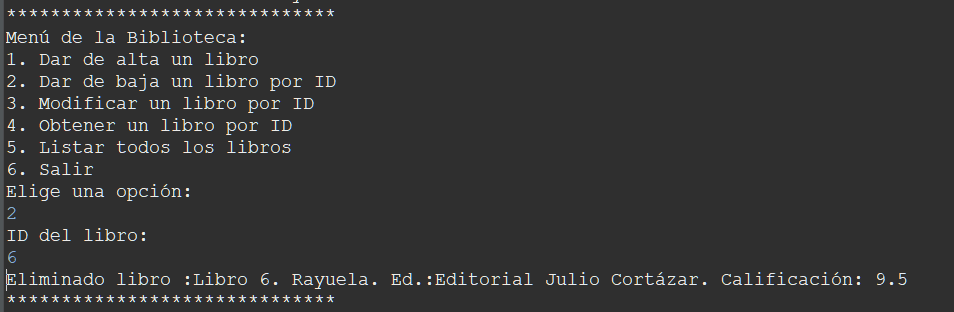 ******************************
Menú de la Biblioteca:
1. Dar de alta un libro
2. Dar de baja un libro por ID
3. Modificar un libro por ID
4. Obtener un libro por ID
5. Listar todos los libros
6. Salir
Elige una opción:
2
ID del libro:
6
Eliminado libro :Libro 6. Rayuela. Ed.:Editorial Julio Cortázar. Calificación: 9.5
******************************